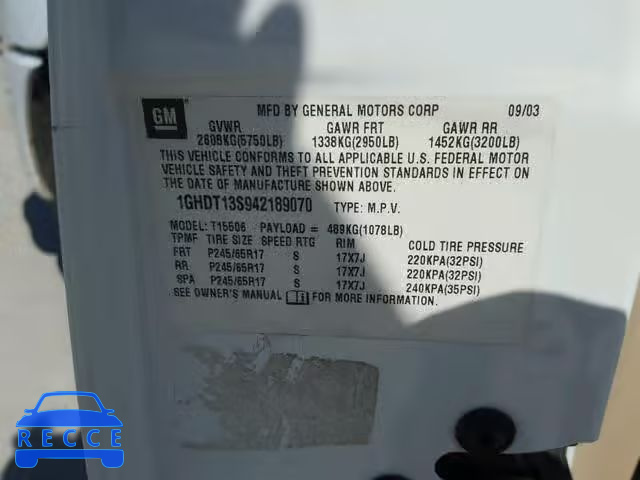 GM
MFD BY GENERAL MOTORS CORP 09/03
GVWR GAWR FRT GAWR RR
2608KG(5750LB) 1338KG(2950LB) 1452KG(3200LB)
THIS VEHICLE CONFORMS TO ALL APPLICABLE U.S. FEDERAL MOTOR
VEHICLE SAFETY AND THEFT PREVENTION STANDARDS IN EFFECT ON
THE DATE OF MANUFACTURE SHOWN ABOVE.
1GHDT13S942189070 TYPE: M.P.V.
MODEL: T15506 PAYLOAD = 489KG(1078LB)
TPMF TIRE SIZE SPEED RTG RIM COLD TIRE PRESSURE
FRT P245/65R17 S 17X7J 220KPA(32PSI)
RR P245/65R17 S 17X7J 220KPA(32PSI)
SPA P245/65R17 S 17X7J 240KPA(35PSI)
SEE OWNER'S MANUAL FOR MORE INFORMATION.
RECCE